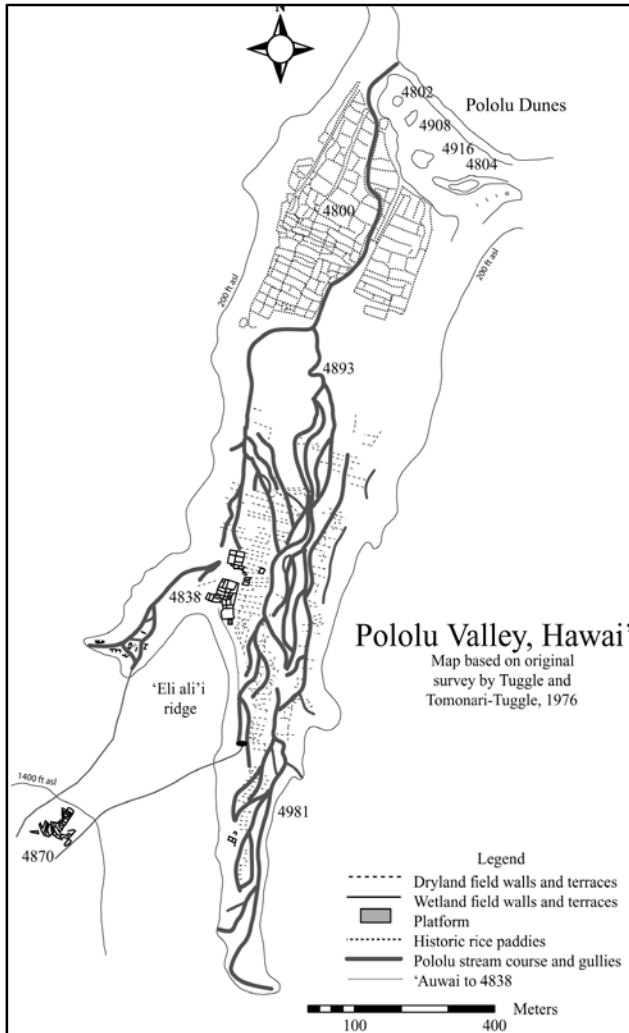 N
4802
Pololu Dunes
4908
4916
4804
4800
200 ft asl
200 ft asl
4893
4838
Pololu Valley, Hawai'
Map based on original
survey by Tuggle and
Tomonari-Tuggle, 1976
'Eli ali'i
ridge
1400 ft asl
4981
4870
Legend
Dryland field walls and terraces
Wetland field walls and terraces
Platform
Historic rice paddies
Pololu stream course and gullies
'Auwai to 4838
Meters
100 400